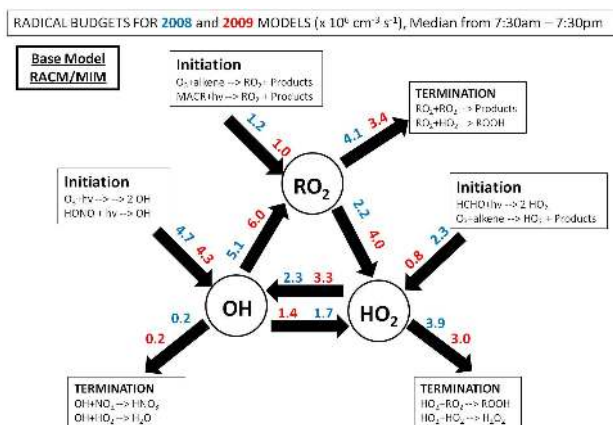 RADICAL BUDGETS FOR 2008 and 2009 MODELS (x 10⁶ cm⁻³ s⁻¹), Median from 7:30am – 7:30pm
Base Model
RACM/MIM
Initiation
O₃+alkene --> RO₂+ Products
MACR+hν --> RO₂ + Products
TERMINATION
RO₂+RO₂ --> Products
RO₂+HO₂ --> ROOH
1.2
1.0
4.1
3.4
RO₂
Initiation
O₃+hν --> --> 2 OH
HONO + hν --> OH
Initiation
HCHO+hν --> 2 HO₂
O₃+alkene --> HO₂ + Products
4.7
4.3
5.1
6.0
2.2
4.0
0.8
2.3
2.3
3.3
OH
HO₂
1.4
1.7
0.2
0.2
3.9
3.0
TERMINATION
OH+NO₂ --> HNO₃
OH+HO₂ --> H₂O
TERMINATION
HO₂+RO₂ --> ROOH
HO₂+HO₂ --> H₂O₂